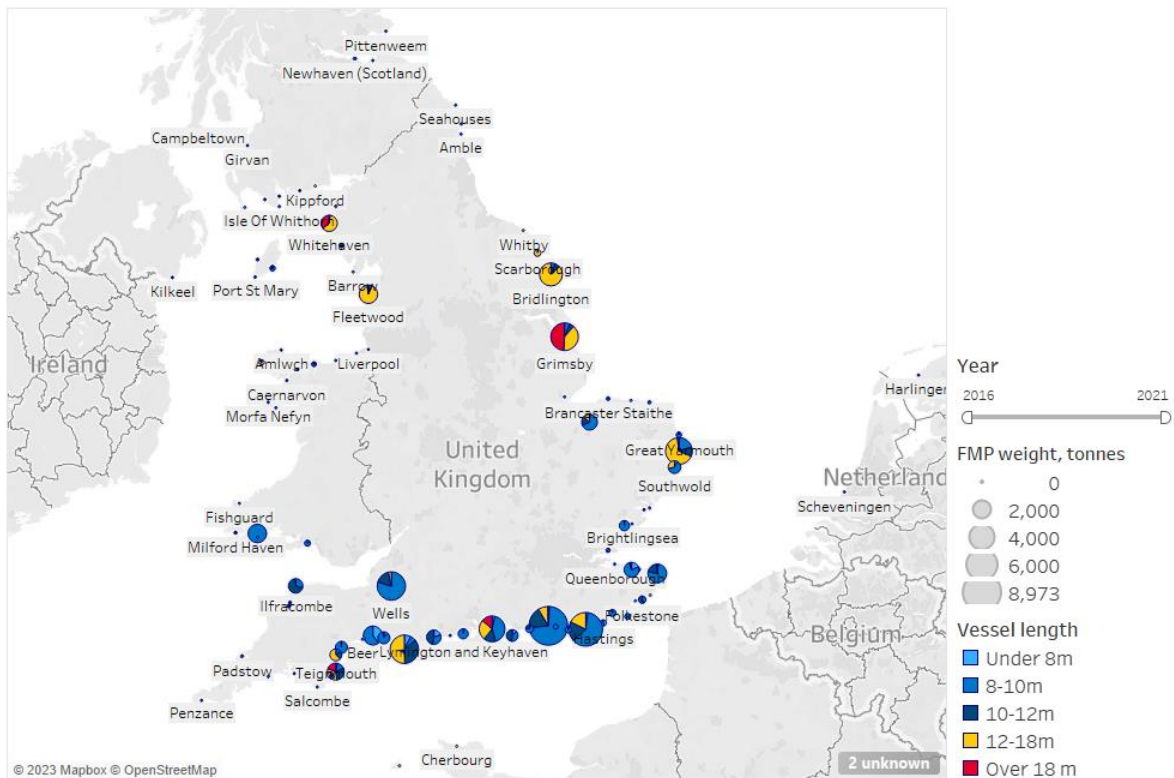 Pittenweem
Newhaven (Scotland)
Seahouses
Campbeltown
Amble
Girvan
Kippford
Isle Of Whithorn
Whitehaven
Whitby
Scarborough
Kilkeel
Port St Mary
Barrow
Bridlington
Fleetwood
Ireland
Amlwch
Liverpool
Grimsby
Caernarvon
Morfa Nefyn
Brancaster Staithe
Harlingen
United
Kingdom
Great Yarmouth
Southwold
Netherland
Scheveningen
Fishguard
Milford Haven
Brightlingsea
Queenborough
Ilfracombe
Wells
Folkestone
Hastings
Belgium
Beer
Lymington and Keyhaven
Padstow
Teignmouth
Salcombe
Penzance
Cherbourg
© 2023 Mapbox © OpenStreetMap
2 unknown
Year
2016 2021
FMP weight, tonnes
0
2,000
4,000
6,000
8,973
Vessel length
Under 8m
8-10m
10-12m
12-18m
Over 18 m